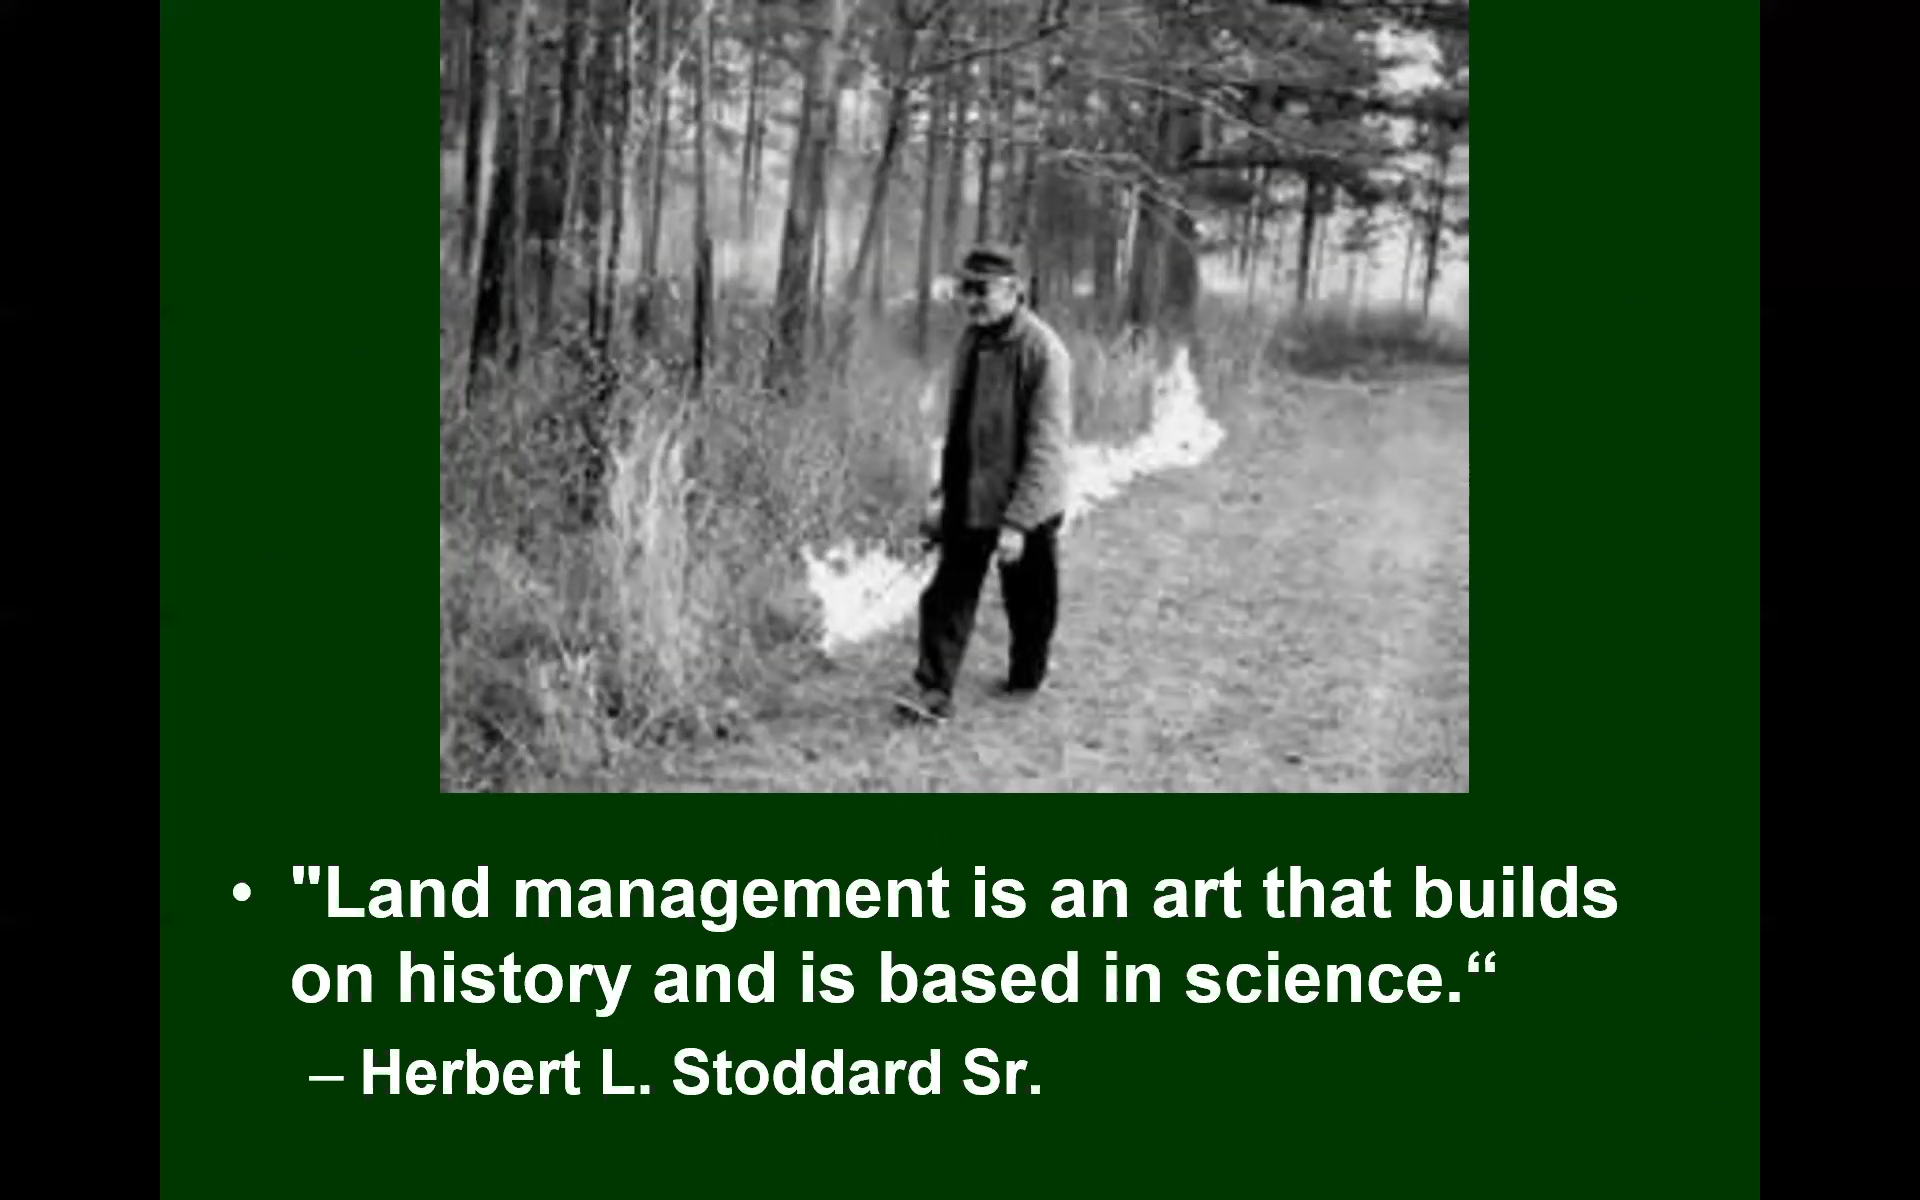 • "Land management is an art that builds
on history and is based in science.“
– Herbert L. Stoddard Sr.